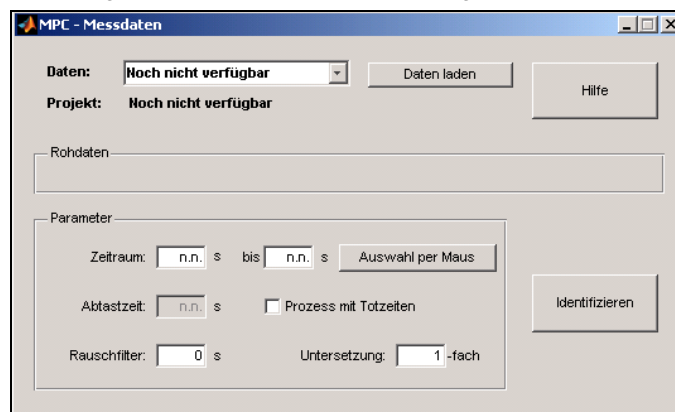 MPC - Messdaten
Daten: Noch nicht verfügbar Daten laden
Hilfe
Projekt: Noch nicht verfügbar
Rohdaten
Parameter
Zeitraum: n.n. s bis n.n. s Auswahl per Maus
Abtastzeit: n.n. s Prozess mit Totzeiten
Identifizieren
Rauschfilter: 0 s Untersetzung: 1 -fach